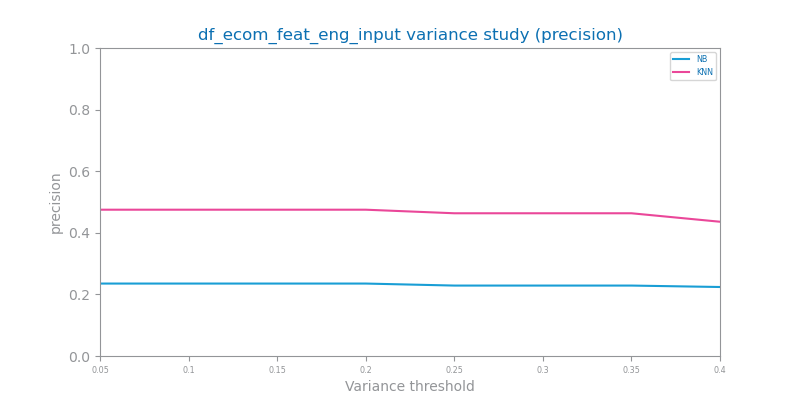 df_ecom_feat_eng_input variance study (precision)
NB
KNN
precision
1.0
0.8
0.6
0.4
0.2
0.0
0.05 0.1 0.15 0.2 0.25 0.3 0.35 0.4
Variance threshold